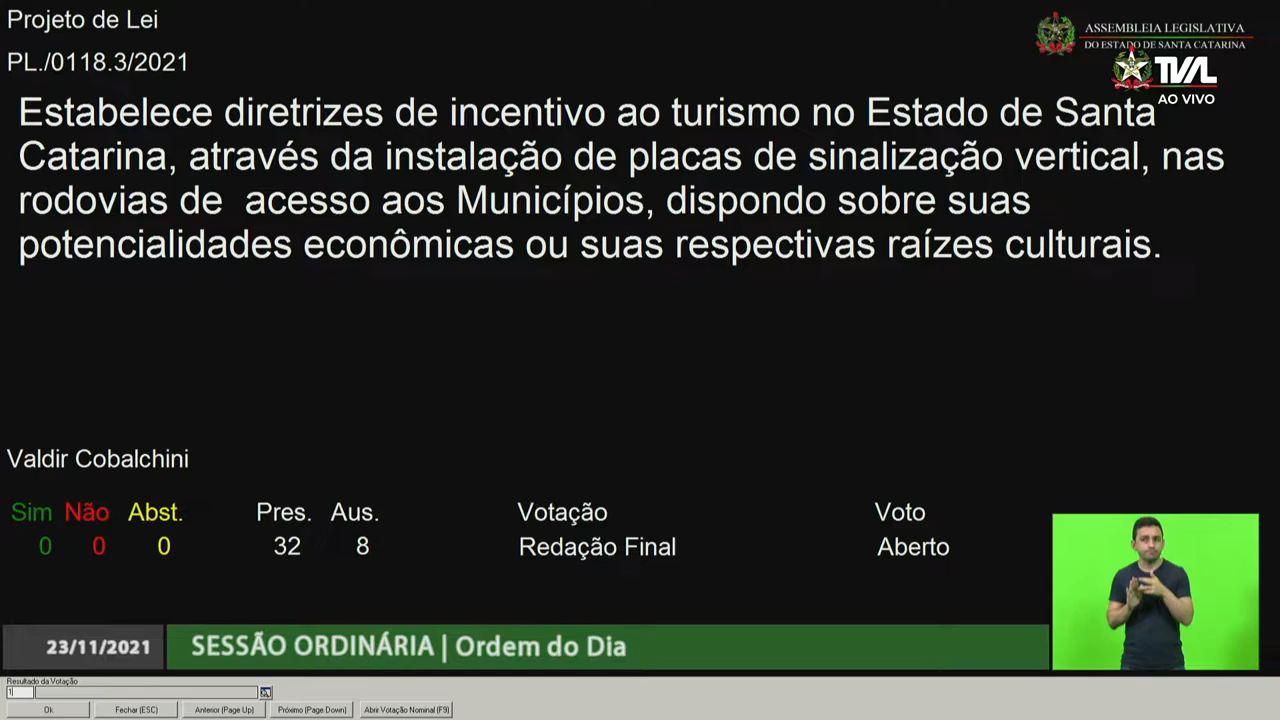 Projeto de Lei
PL./0118.3/2021
ASSEMBLEIA LEGISLATIVA
DO ESTADO DE SANTA CATARINA
TVAL
AO VIVO
Estabelece diretrizes de incentivo ao turismo no Estado de Santa
Catarina, através da instalação de placas de sinalização vertical, nas
rodovias de  acesso aos Municípios, dispondo sobre suas
potencialidades econômicas ou suas respectivas raízes culturais.
Valdir Cobalchini
Sim Não Abst. Pres. Aus. Votação Voto
0 0 0 32 8 Redação Final Aberto
23/11/2021 SESSÃO ORDINÁRIA | Ordem do Dia
Resultado da Votação
1
Ok Fechar (ESC) Anterior (Page Up) Próximo (Page Down) Abrir Votação Nominal (F9)